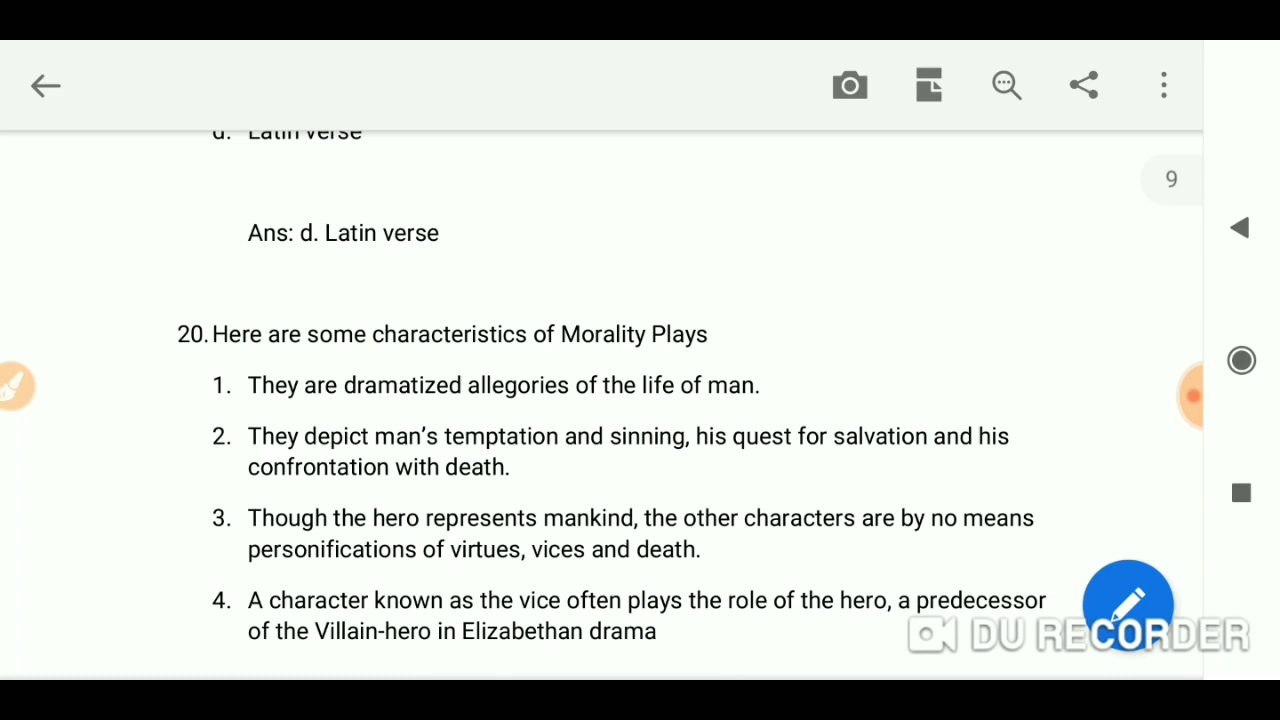 d. Latin verse
9
Ans: d. Latin verse
20. Here are some characteristics of Morality Plays
1. They are dramatized allegories of the life of man.
2. They depict man’s temptation and sinning, his quest for salvation and his
confrontation with death.
3. Though the hero represents mankind, the other characters are by no means
personifications of virtues, vices and death.
4. A character known as the vice often plays the role of the hero, a predecessor
of the Villain-hero in Elizabethan drama
DU RECORDER